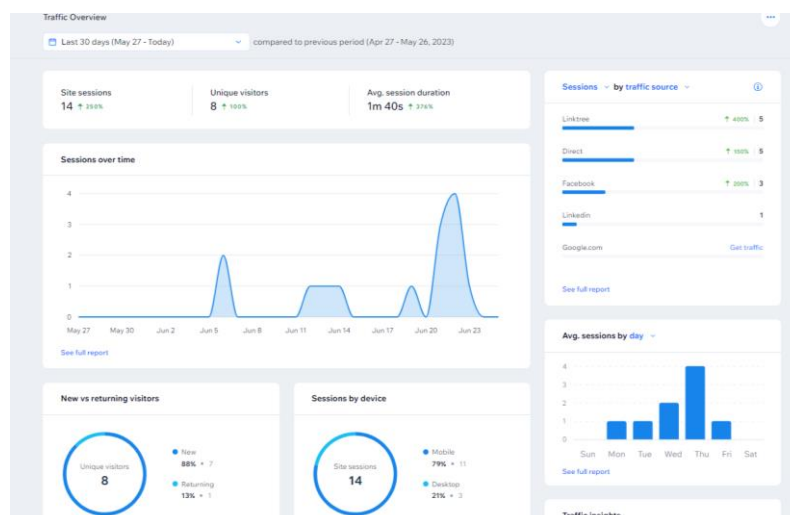 Traffic Overview
Last 30 days (May 27 - Today)
compared to previous period (Apr 27 - May 26, 2023)
Site sessions
14 ↑ 250%
Unique visitors
8 ↑ 100%
Avg. session duration
1m 40s ↑ 376%
Sessions by traffic source
Linktree ↑ 400% 5
Direct ↑ 150% 5
Facebook ↑ 200% 3
Linkedin 1
Google.com Get traffic
See full report
Sessions over time
4
3
2
1
0
May 27 May 30 Jun 2 Jun 5 Jun 8 Jun 11 Jun 14 Jun 17 Jun 20 Jun 23
See full report
Avg. sessions by day
4
3
2
1
0
Sun Mon Tue Wed Thu Fri Sat
See full report
New vs returning visitors
Unique visitors
8
New
88% • 7
Returning
13% • 1
Sessions by device
Site sessions
14
Mobile
79% • 11
Desktop
21% • 3
Traffic insights